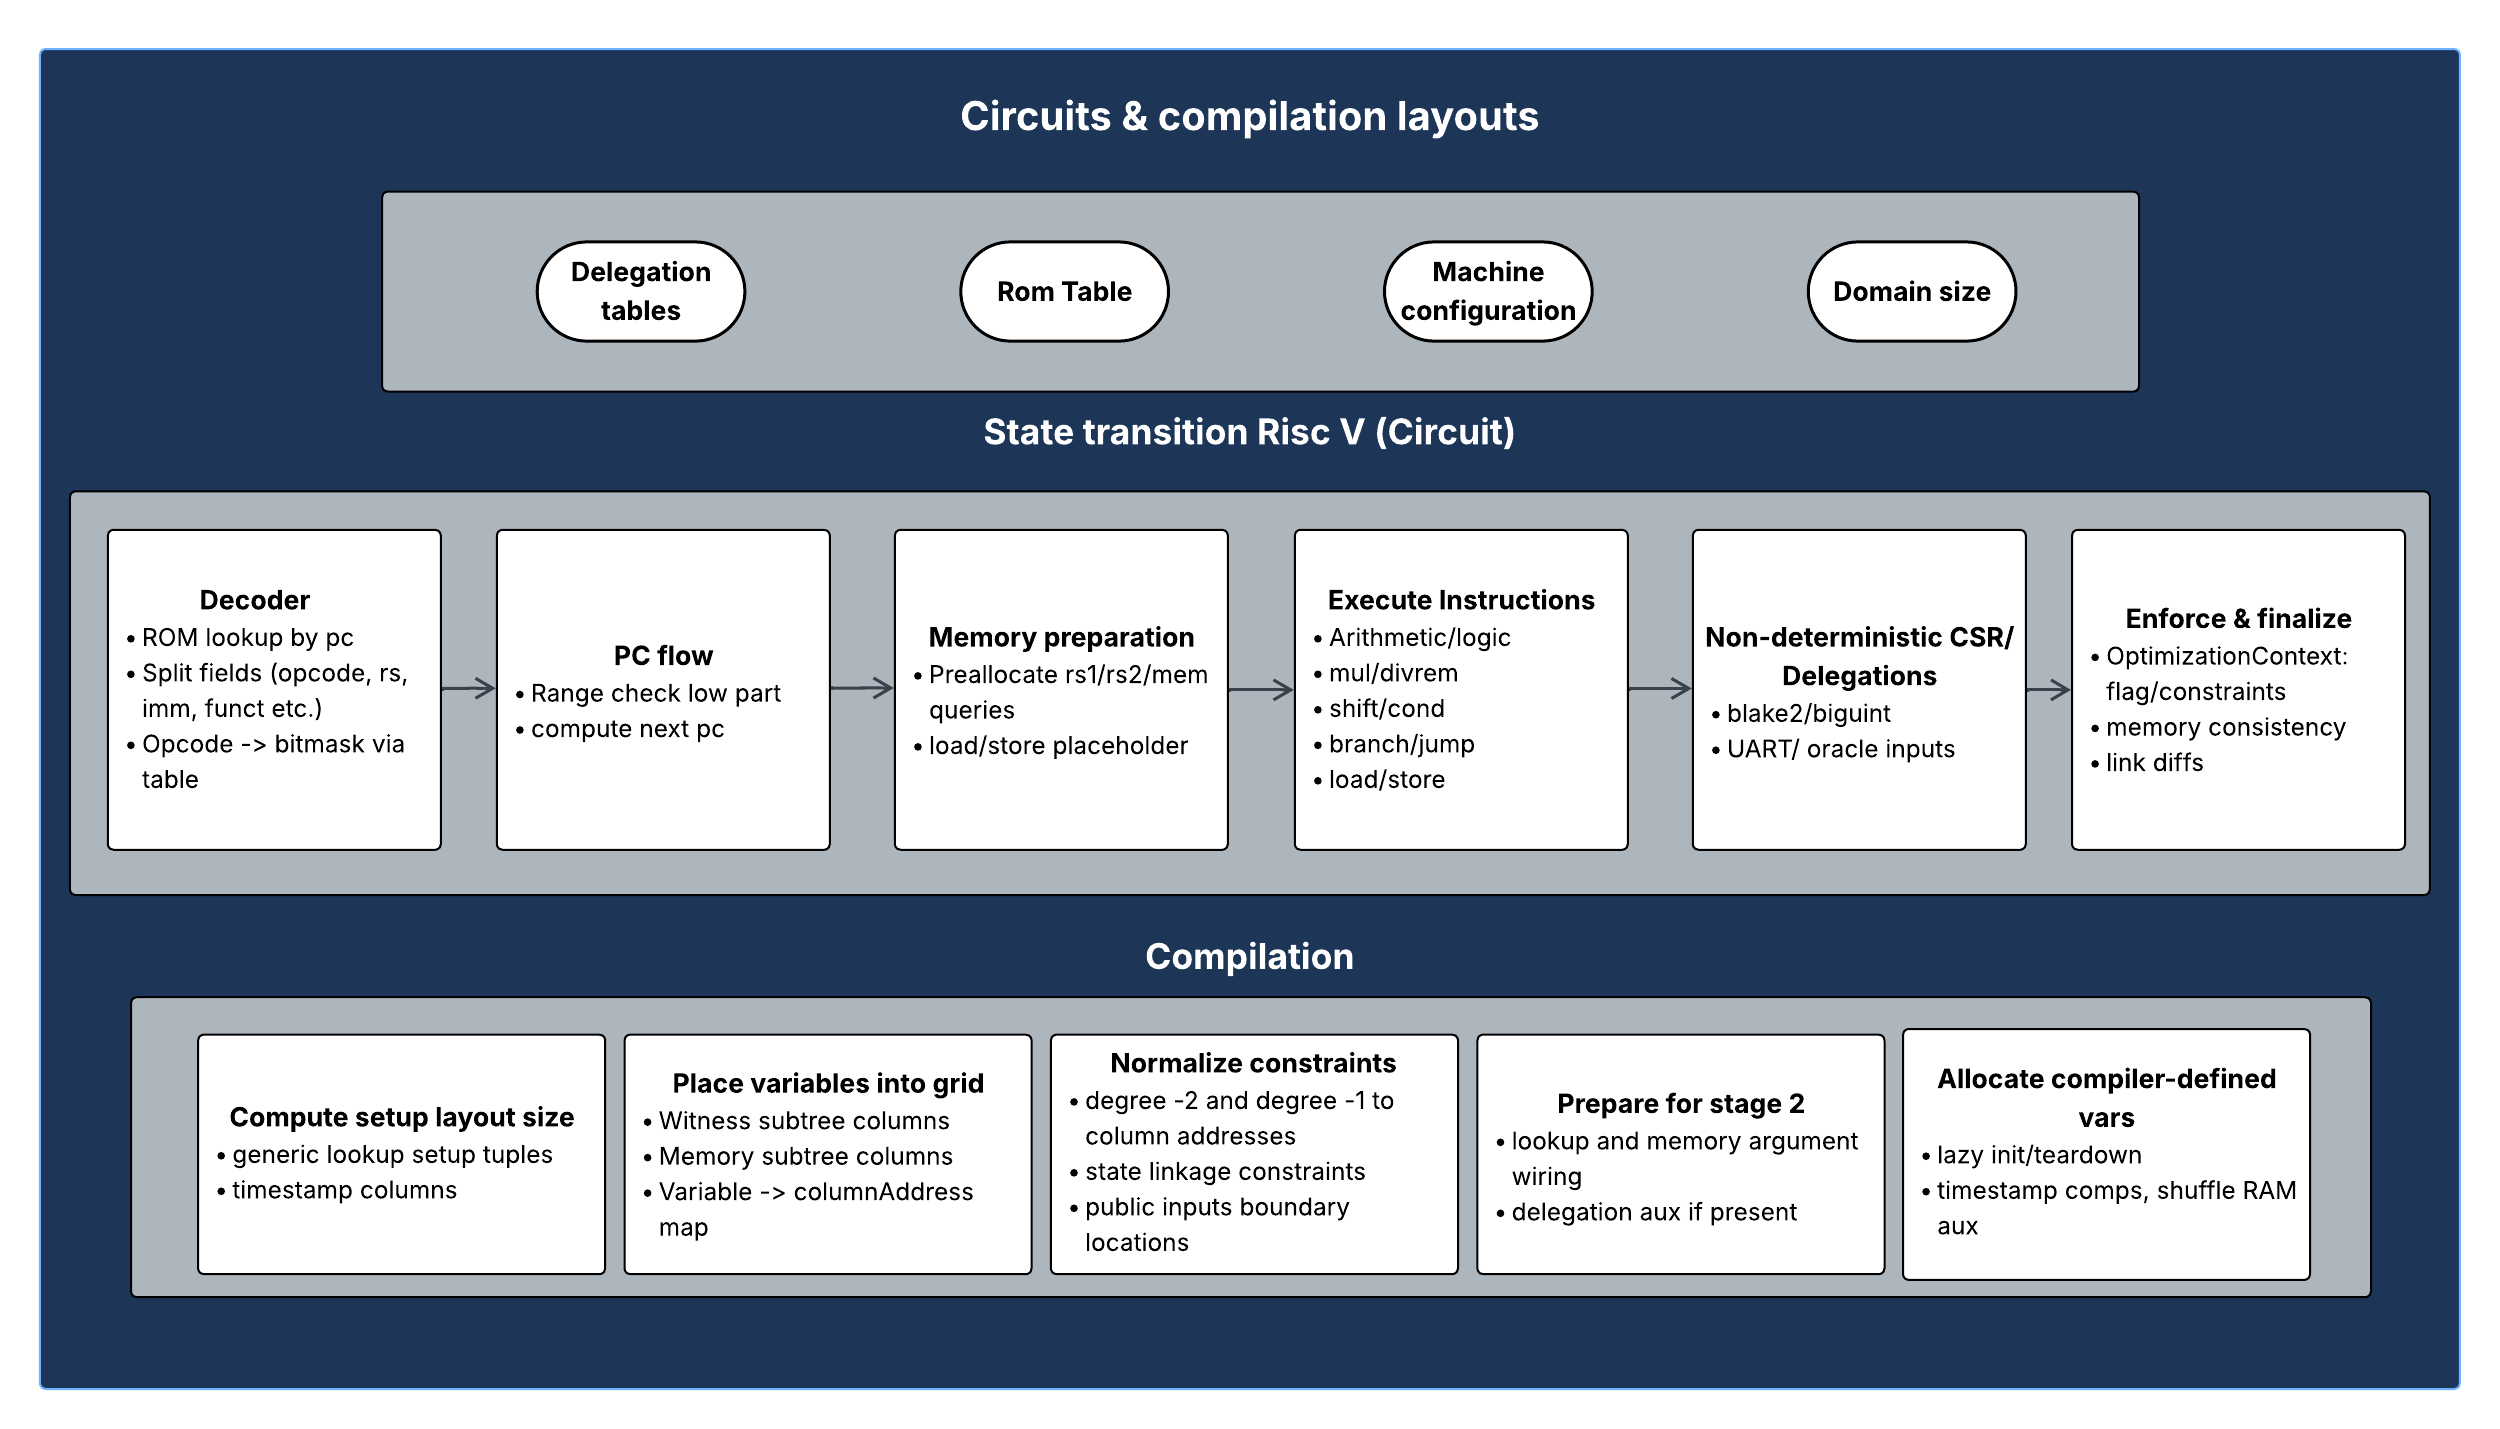 Circuits & compilation layouts
Delegation
tables
Rom Table
Machine
configuration
Domain size
State transition Risc V (Circuit)
Decoder
• ROM lookup by pc
• Split fields (opcode, rs,
imm, funct etc.)
• Opcode -> bitmask via
table
PC flow
• Range check low part
• compute next pc
Memory preparation
• Preallocate rs1/rs2/mem
queries
• load/store placeholder
Execute Instructions
• Arithmetic/logic
• mul/divrem
• shift/cond
• branch/jump
• load/store
Non-deterministic CSR/
Delegations
• blake2/biguint
• UART/ oracle inputs
Enforce & finalize
• OptimizationContext:
flag/constraints
• memory consistency
• link diffs
Compilation
Compute setup layout size
• generic lookup setup tuples
• timestamp columns
Place variables into grid
• Witness subtree columns
• Memory subtree columns
• Variable -> columnAddress
map
Normalize constraints
• degree -2 and degree -1 to
column addresses
• state linkage constraints
• public inputs boundary
locations
Prepare for stage 2
• lookup and memory argument
wiring
• delegation aux if present
Allocate compiler-defined
vars
• lazy init/teardown
• timestamp comps, shuffle RAM
aux